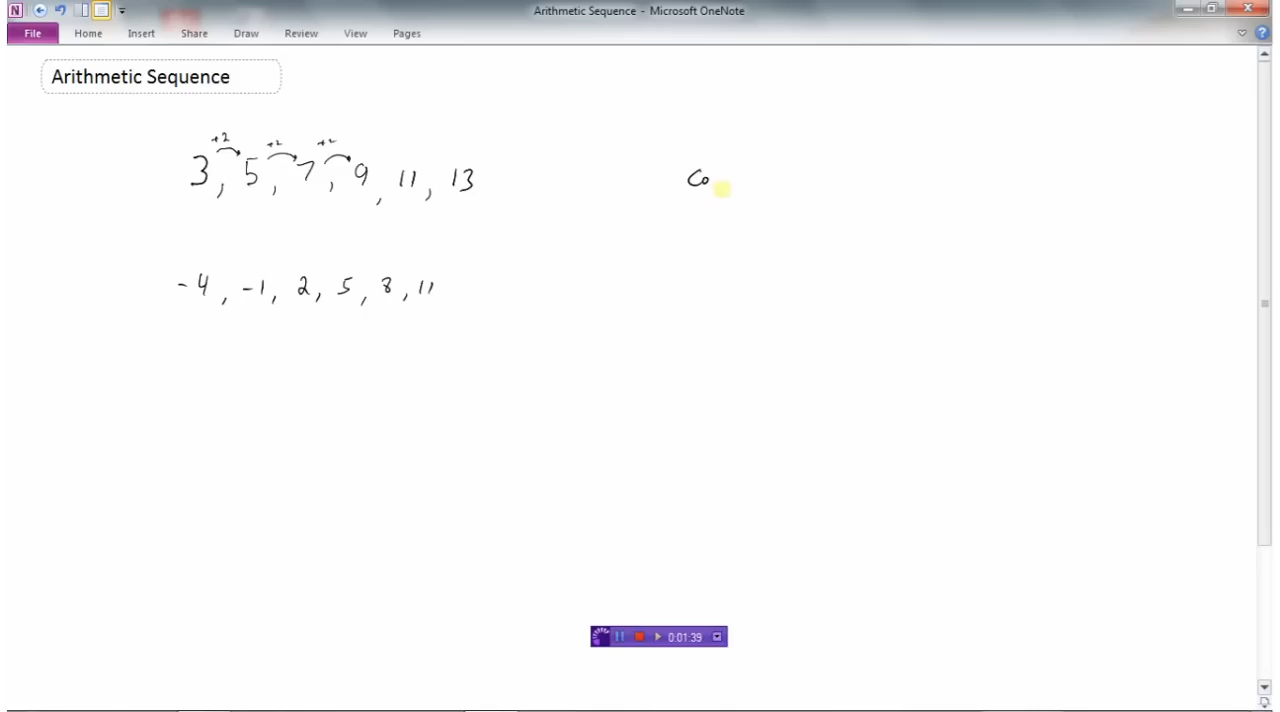 Arithmetic Sequence - Microsoft OneNote
File Home Insert Share Draw Review View Pages
Arithmetic Sequence
+2 +2 +2
3, 5, 7, 9, 11, 13
Co
-4, -1, 2, 5, 8, 11
0:01:39